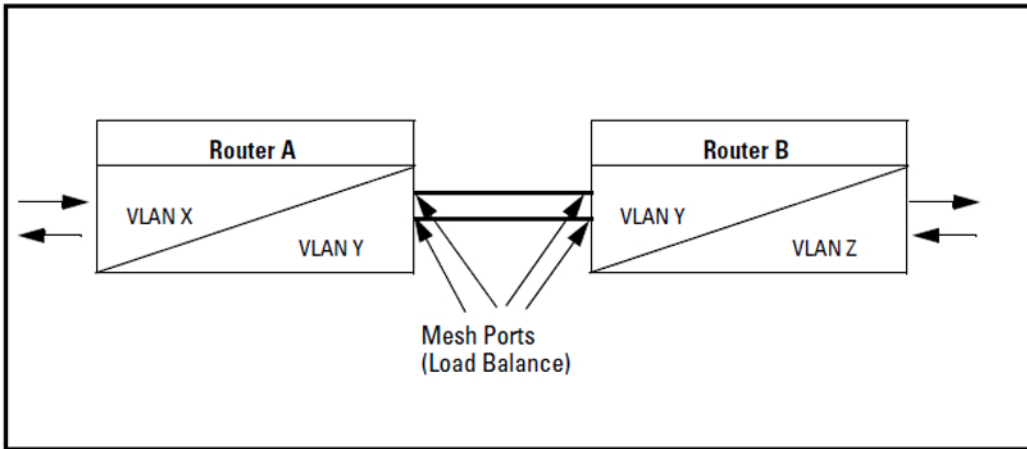 Router A
Router B
VLAN X
VLAN Y
VLAN Y
VLAN Z
Mesh Ports
(Load Balance)